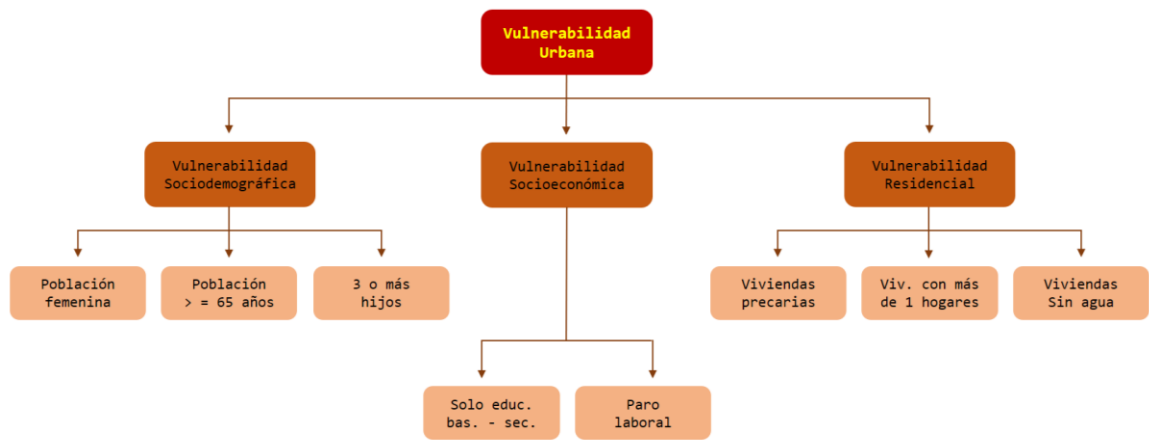 Vulnerabilidad
Urbana
Vulnerabilidad
Sociodemográfica
Vulnerabilidad
Socioeconómica
Vulnerabilidad
Residencial
Población
femenina
Población
> = 65 años
3 o más
hijos
Viviendas
precarias
Viv. con más
de 1 hogares
Viviendas
Sin agua
Solo educ.
bas. - sec.
Paro
laboral